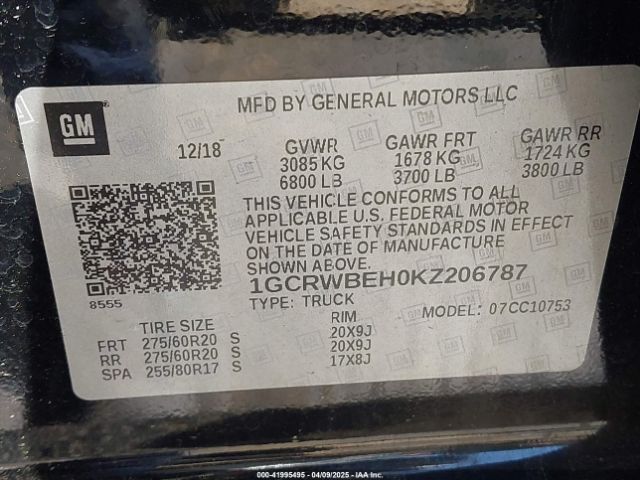 GM
MFD BY GENERAL MOTORS LLC
12/18
GVWR GAWR FRT GAWR RR
3085 KG 1678 KG 1724 KG
6800 LB 3700 LB 3800 LB
THIS VEHICLE CONFORMS TO ALL
APPLICABLE U.S. FEDERAL MOTOR
VEHICLE SAFETY STANDARDS IN EFFECT
ON THE DATE OF MANUFACTURE
SHOWN ABOVE.
8555
1GCRWBEH0KZ206787
TYPE: TRUCK MODEL: 07CC10753
TIRE SIZE RIM
FRT 275/60R20 S 20X9J
RR 275/60R20 S 20X9J
SPA 255/80R17 S 17X8J
000-41995495 - 04/09/2025 - IAA Inc.